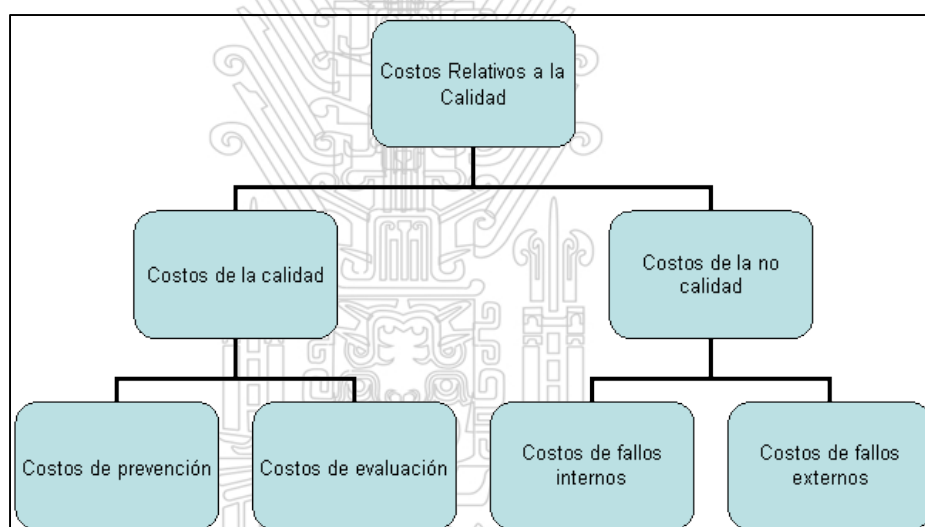 Costos Relativos a la
Calidad
Costos de la calidad
Costos de la no
calidad
Costos de prevención
Costos de evaluación
Costos de fallos
internos
Costos de fallos
externos